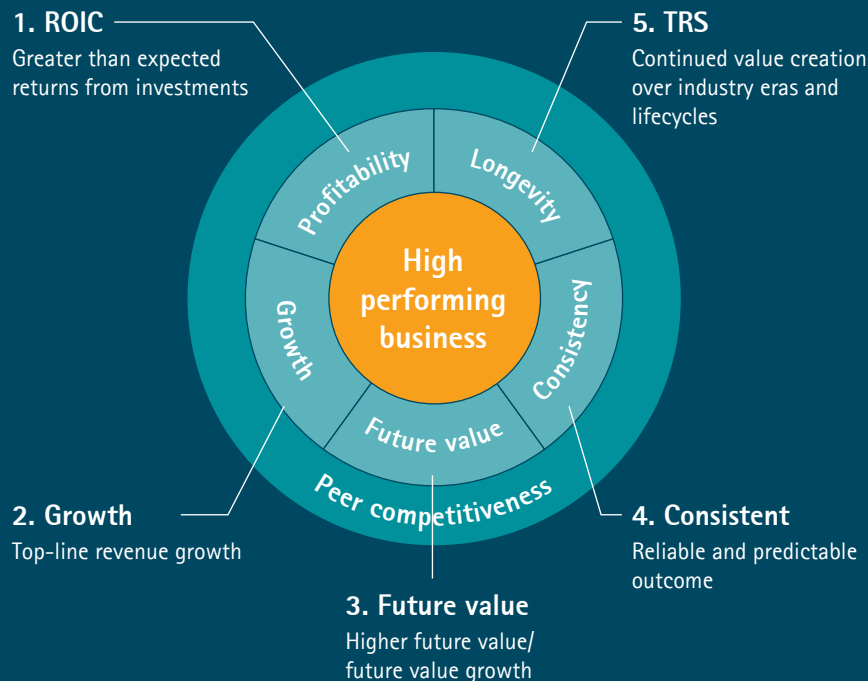 1. ROIC
Greater than expected
returns from investments
5. TRS
Continued value creation
over industry eras and
lifecycles
Profitability
Longevity
High
performing
business
Growth
Consistency
Future value
Peer competitiveness
2. Growth
Top-line revenue growth
4. Consistent
Reliable and predictable
outcome
3. Future value
Higher future value/
future value growth